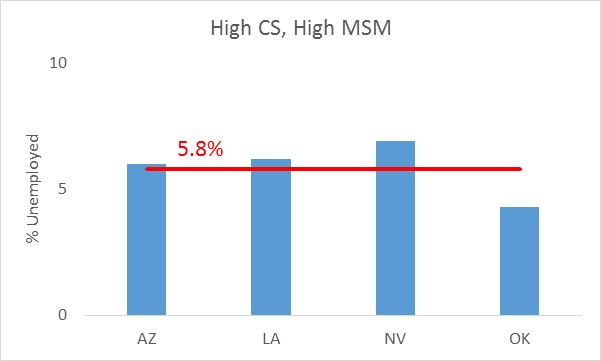 High CS, High MSM
10
5.8%
% Unemployed
5
0
AZ LA NV OK